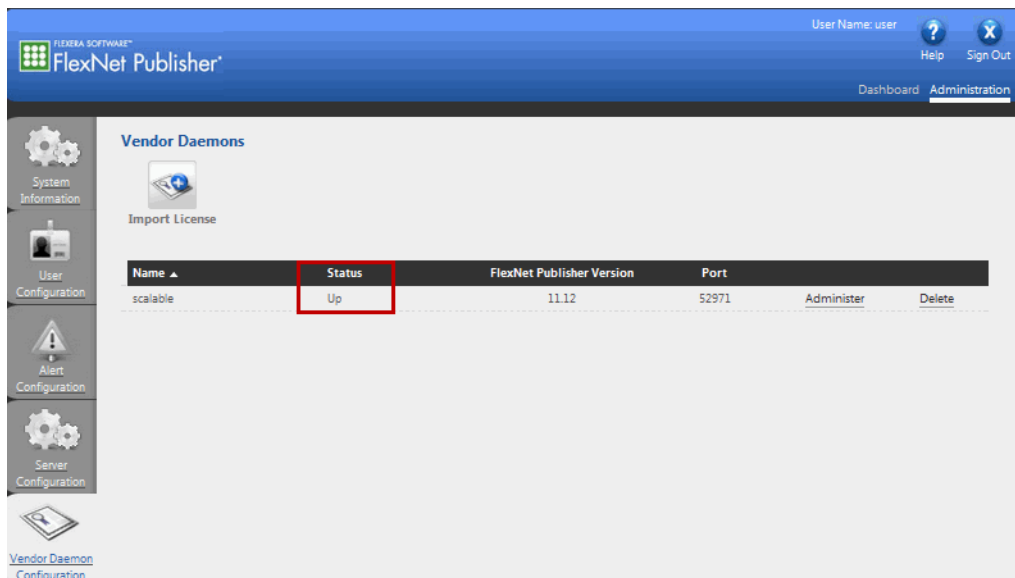 User Name: user
FLEXERA SOFTWARE™
FlexNet Publisher®
Help Sign Out
Dashboard Administration
Vendor Daemons
System
Information
Import License
User
Configuration
Name ▲ Status FlexNet Publisher Version Port
scalable Up 11.12 52971 Administer Delete
Alert
Configuration
Server
Configuration
Vendor Daemon
Configuration